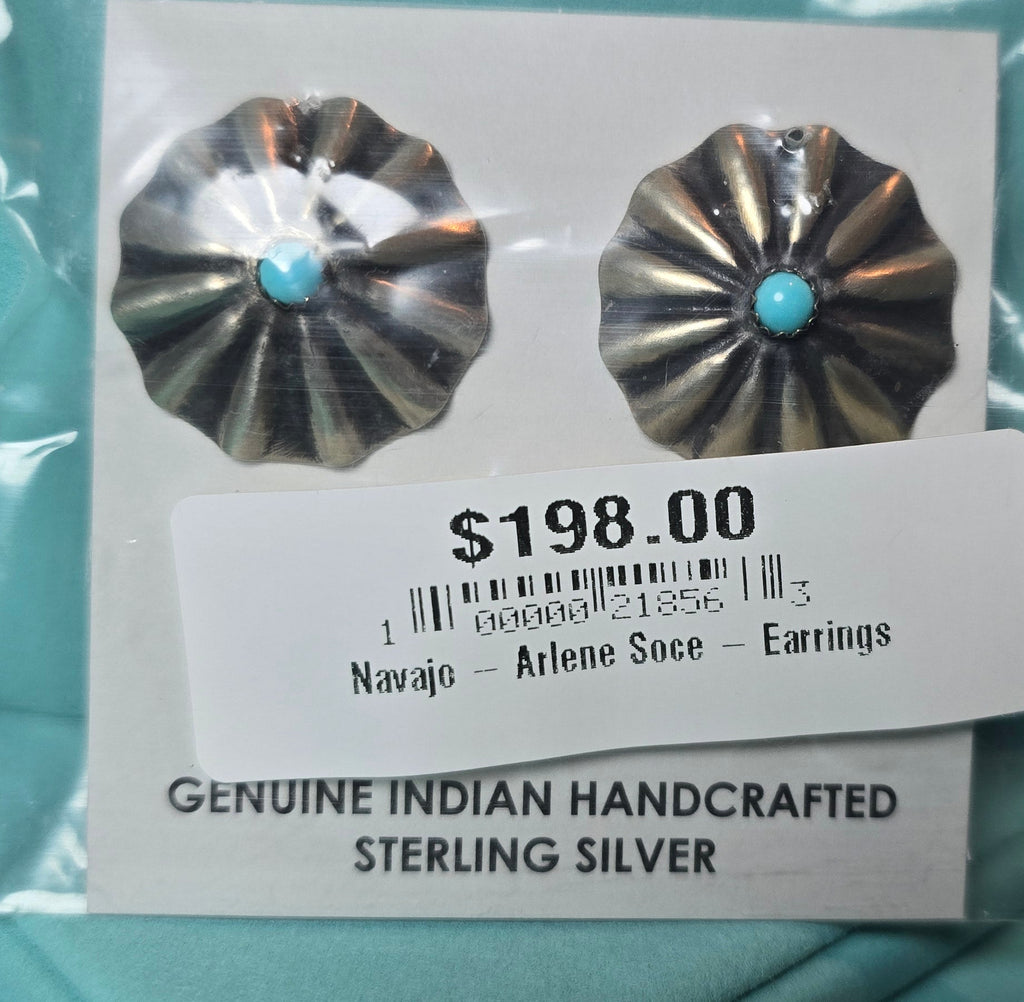 $198.00
1 00000 21856 3
Navajo - Arlene Soce - Earrings
GENUINE INDIAN HANDCRAFTED
STERLING SILVER